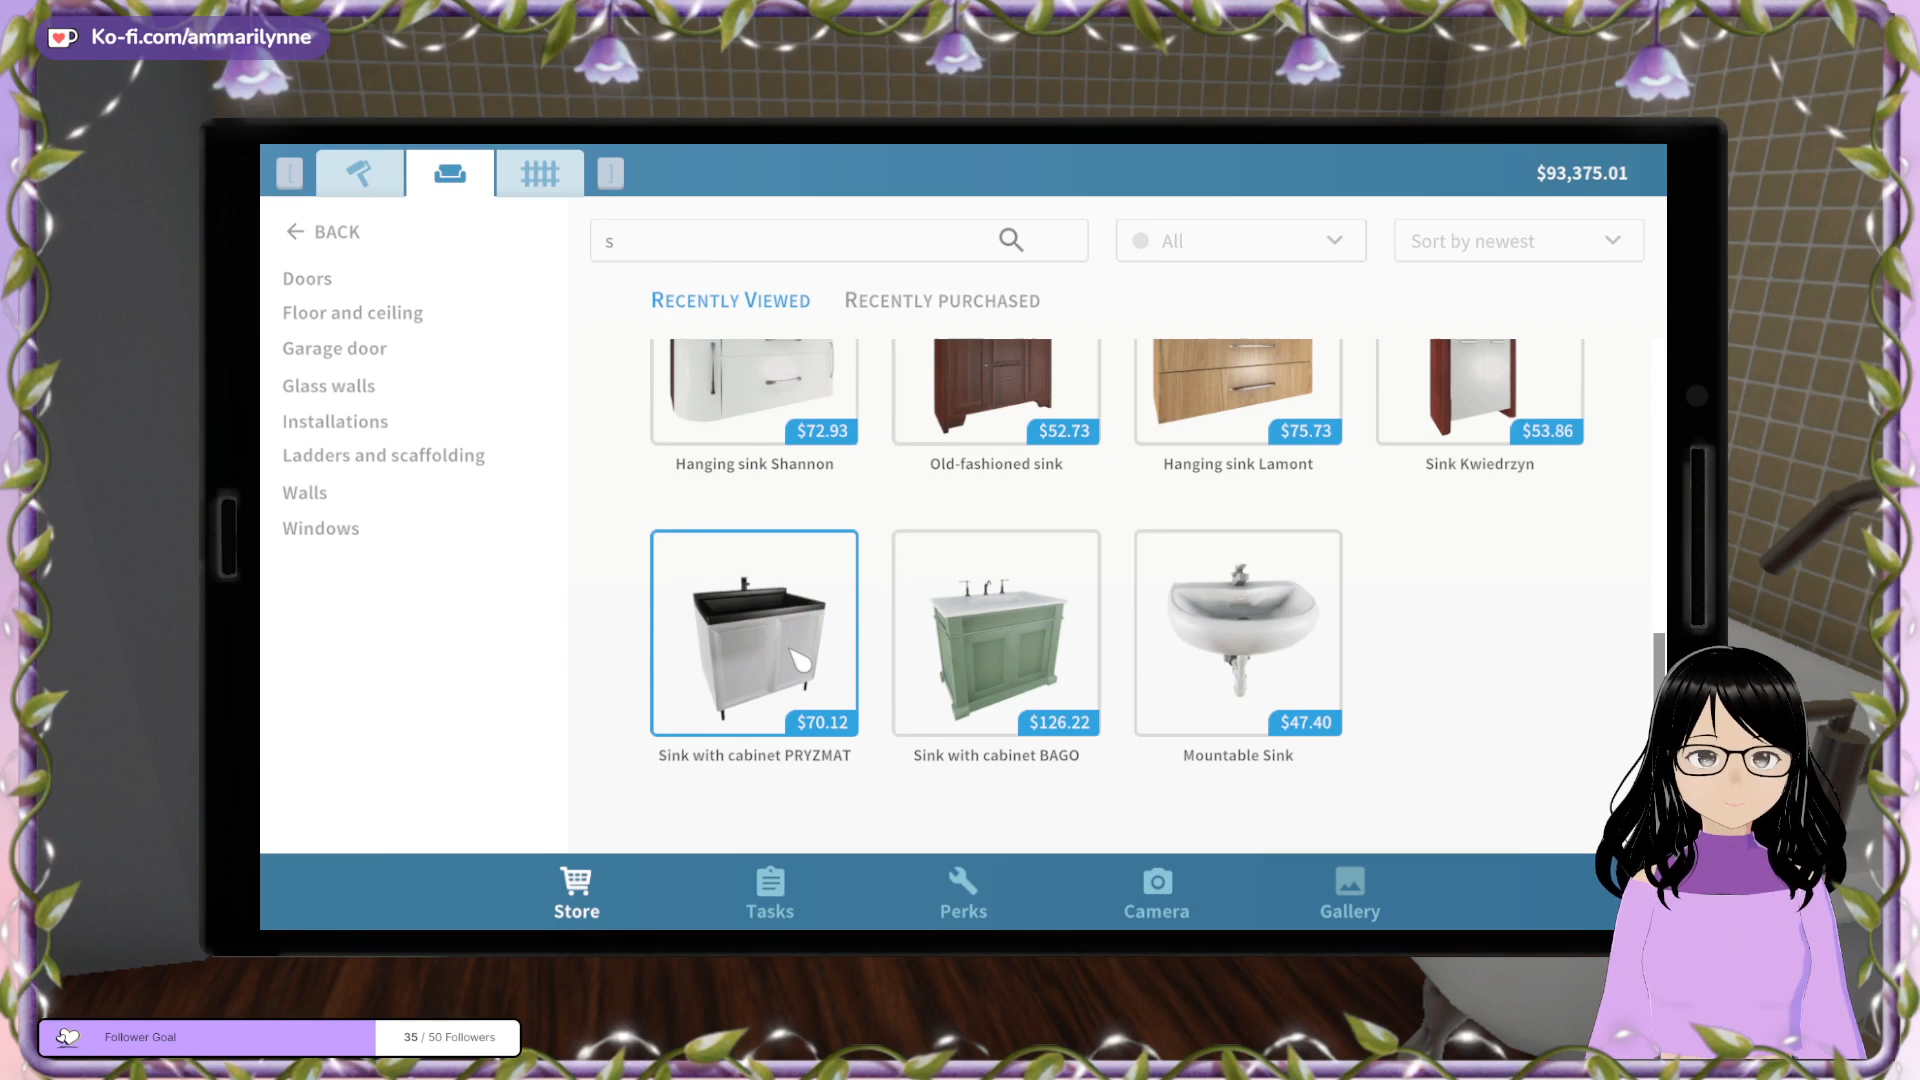 Ko-fi.com/ammarilynne
[
]
$93,375.01
BACK
s
All
Sort by newest
Doors
Floor and ceiling
Garage door
Glass walls
Installations
Ladders and scaffolding
Walls
Windows
RECENTLY VIEWED
RECENTLY PURCHASED
$72.93
$52.73
$75.73
$53.86
Hanging sink Shannon
Old-fashioned sink
Hanging sink Lamont
Sink Kwiedrzyn
$70.12
$126.22
$47.40
Sink with cabinet PRYZMAT
Sink with cabinet BAGO
Mountable Sink
Store
Tasks
Perks
Camera
Gallery
Follower Goal
35 / 50 Followers